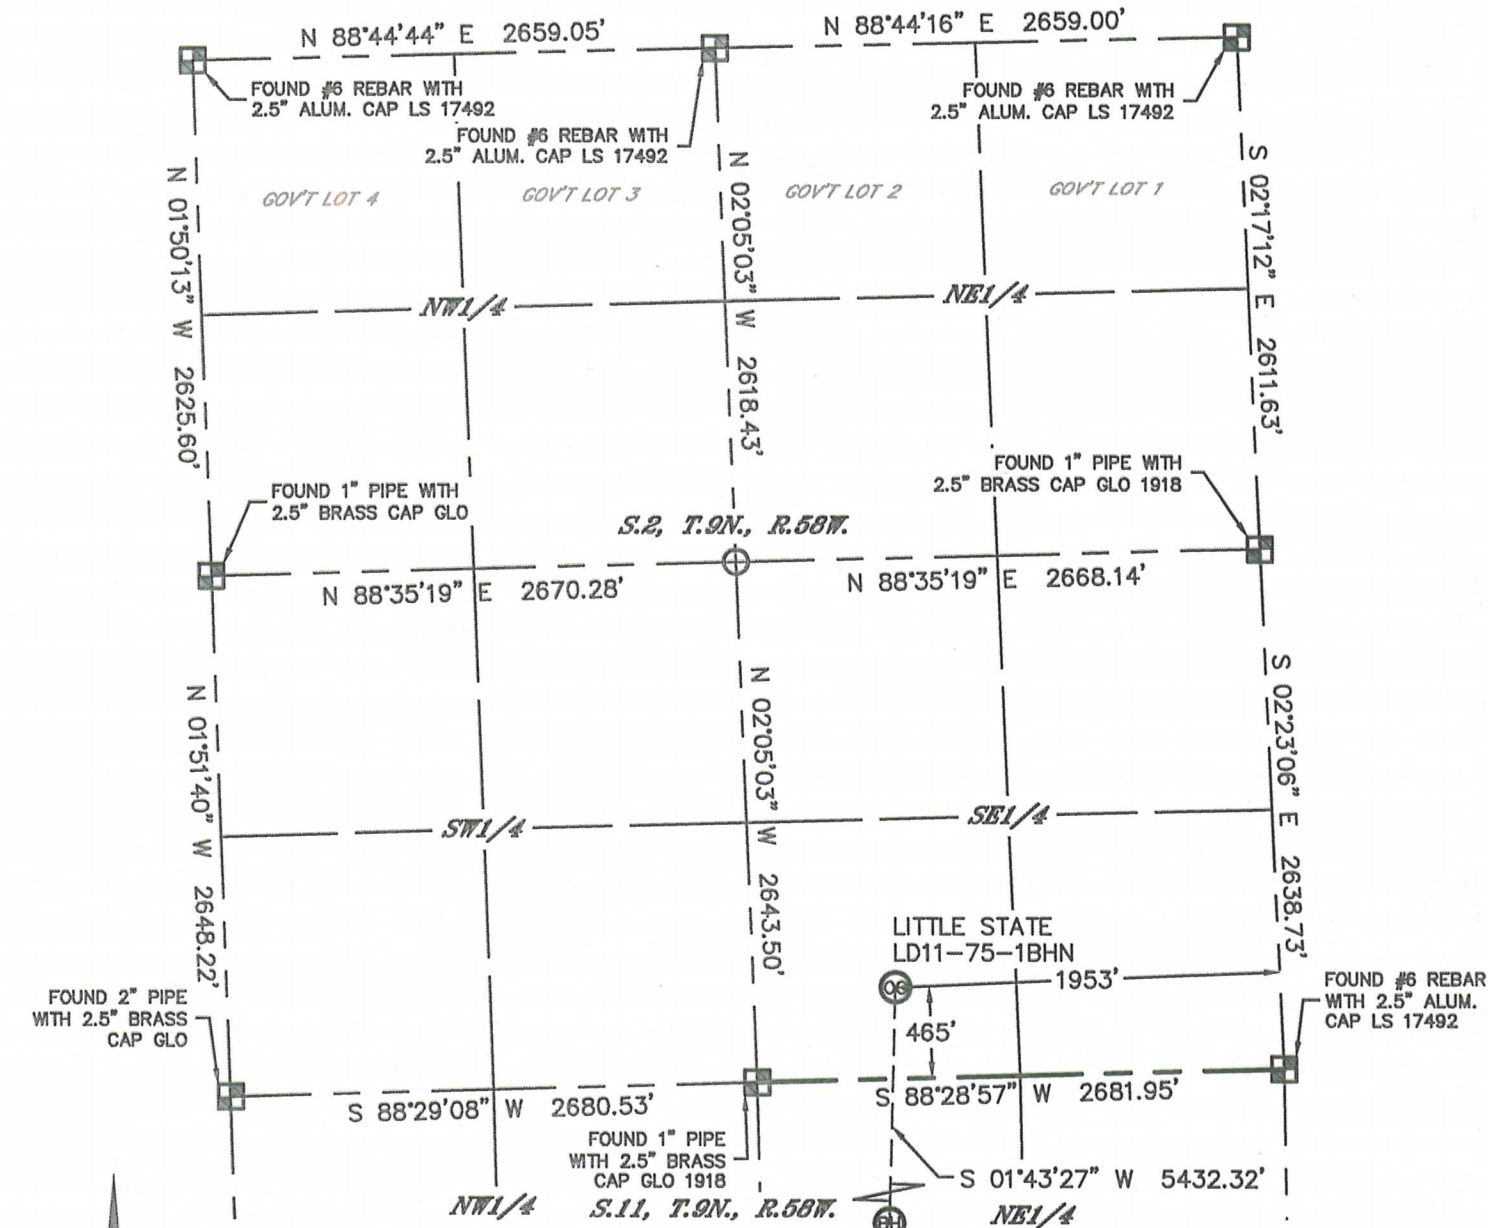 N 88°44'44" E 2659.05'
N 88°44'16" E 2659.00'
FOUND #6 REBAR WITH
2.5" ALUM. CAP LS 17492
FOUND #6 REBAR WITH
2.5" ALUM. CAP LS 17492
FOUND #6 REBAR WITH
2.5" ALUM. CAP LS 17492
N 01°50'13" W 2625.60'
GOV'T LOT 4
GOV'T LOT 3
N 02°05'03" W 2618.43'
GOV'T LOT 2
GOV'T LOT 1
S 02°17'12" E 2611.63'
NW1/4
NE1/4
FOUND 1" PIPE WITH
2.5" BRASS CAP GLO
FOUND 1" PIPE WITH
2.5" BRASS CAP GLO 1918
S.2, T.9N., R.58W.
N 88°35'19" E 2670.28'
N 88°35'19" E 2668.14'
N 01°51'40" W 2648.22'
N 02°05'03" W 2643.50'
S 02°23'06" E 2638.73'
SW1/4
SE1/4
LITTLE STATE
LD11-75-1BHN
1953'
465'
FOUND 2" PIPE
WITH 2.5" BRASS
CAP GLO
FOUND #6 REBAR
WITH 2.5" ALUM.
CAP LS 17492
S 88°29'08" W 2680.53'
S 88°28'57" W 2681.95'
FOUND 1" PIPE
WITH 2.5" BRASS
CAP GLO 1918
S 01°43'27" W 5432.32'
NW1/4
S.11, T.9N., R.58W.
NE1/4